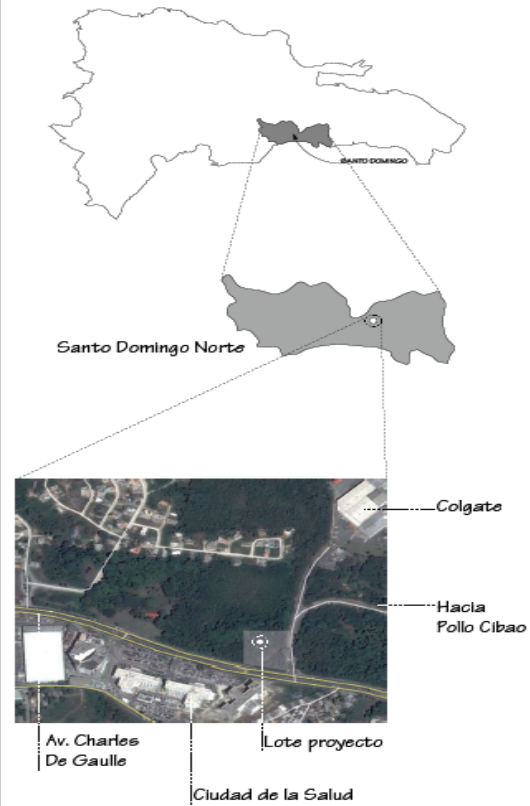 SANTO DOMINGO
Santo Domingo Norte
Colgate
Hacia
Pollo Cibao
Av. Charles
De Gaulle
Lote proyecto
Ciudad de la Salud